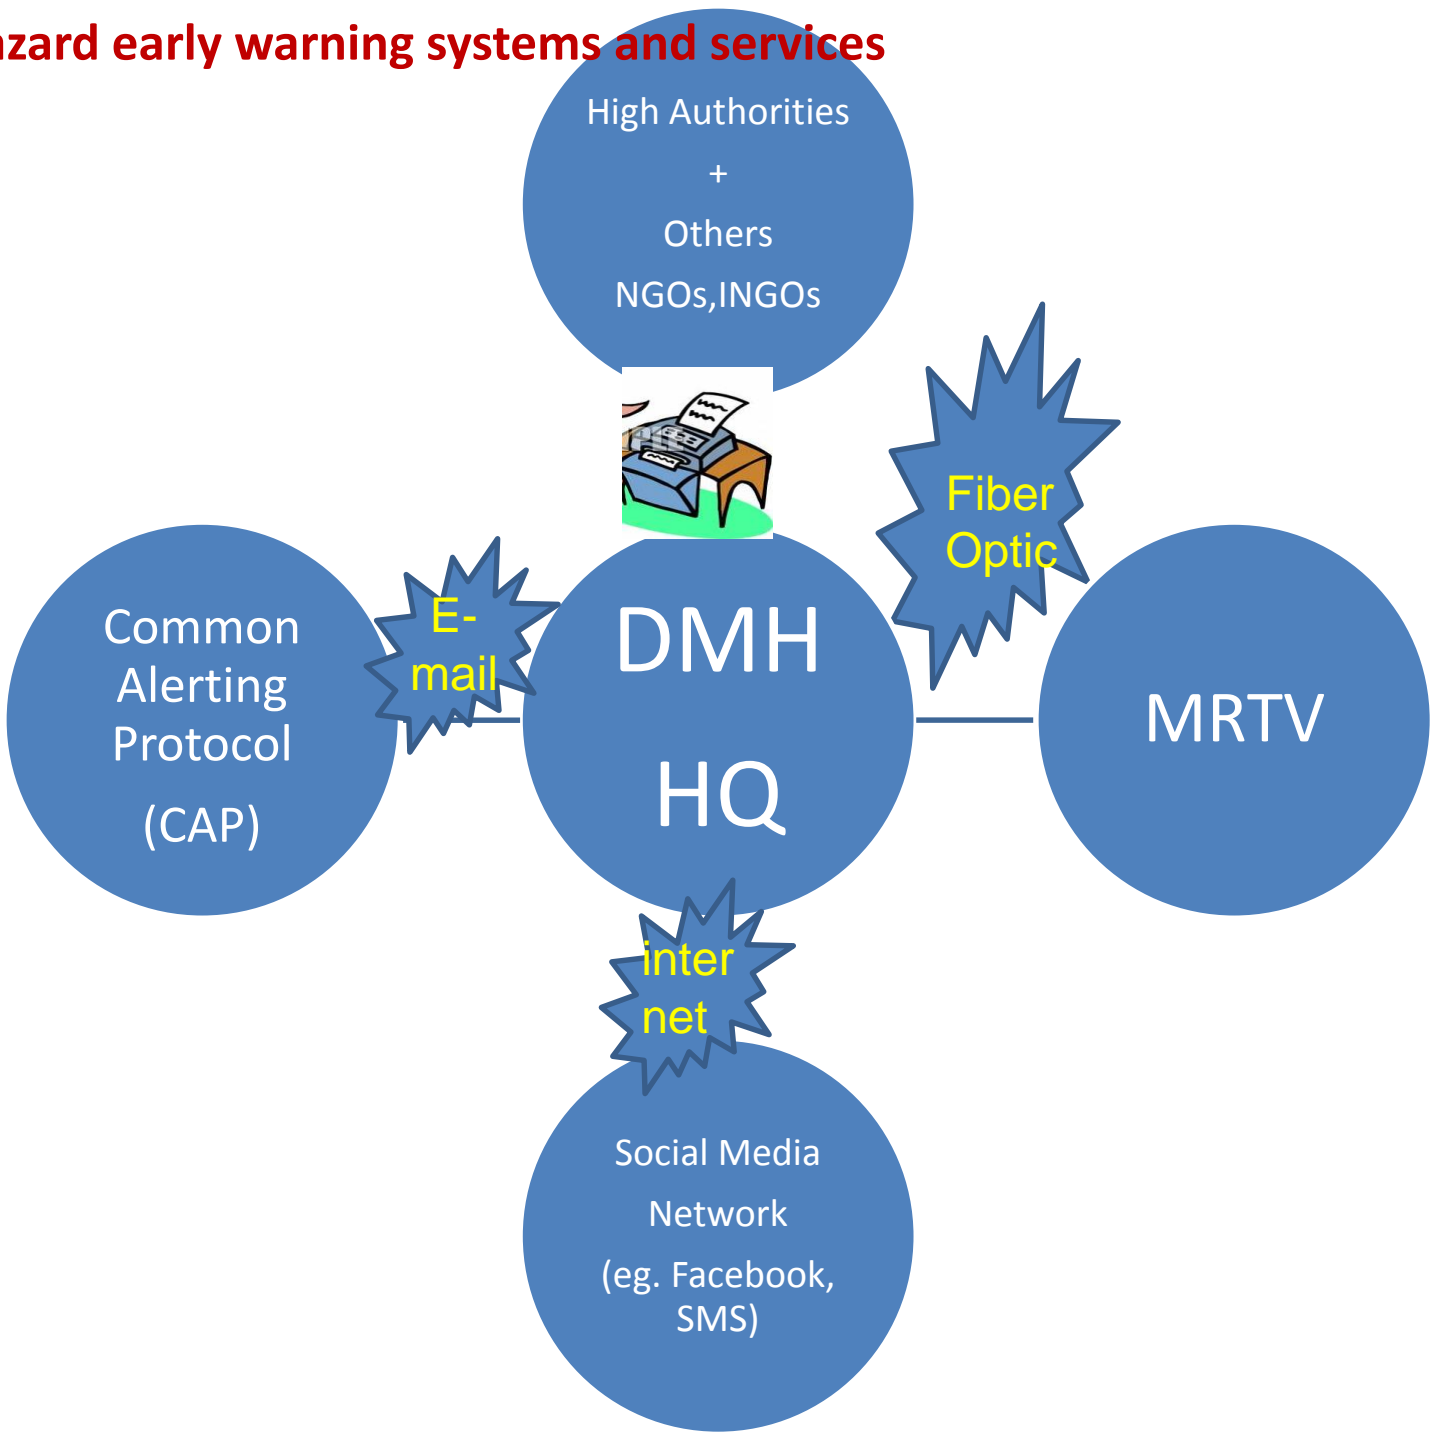 azard early warning systems and services
High Authorities
+
Others
NGOs,INGOs
Fiber
Optic
E-
mail
Common
Alerting
Protocol
(CAP)
DMH
HQ
MRTV
inter
net
Social Media
Network
(eg. Facebook,
SMS)